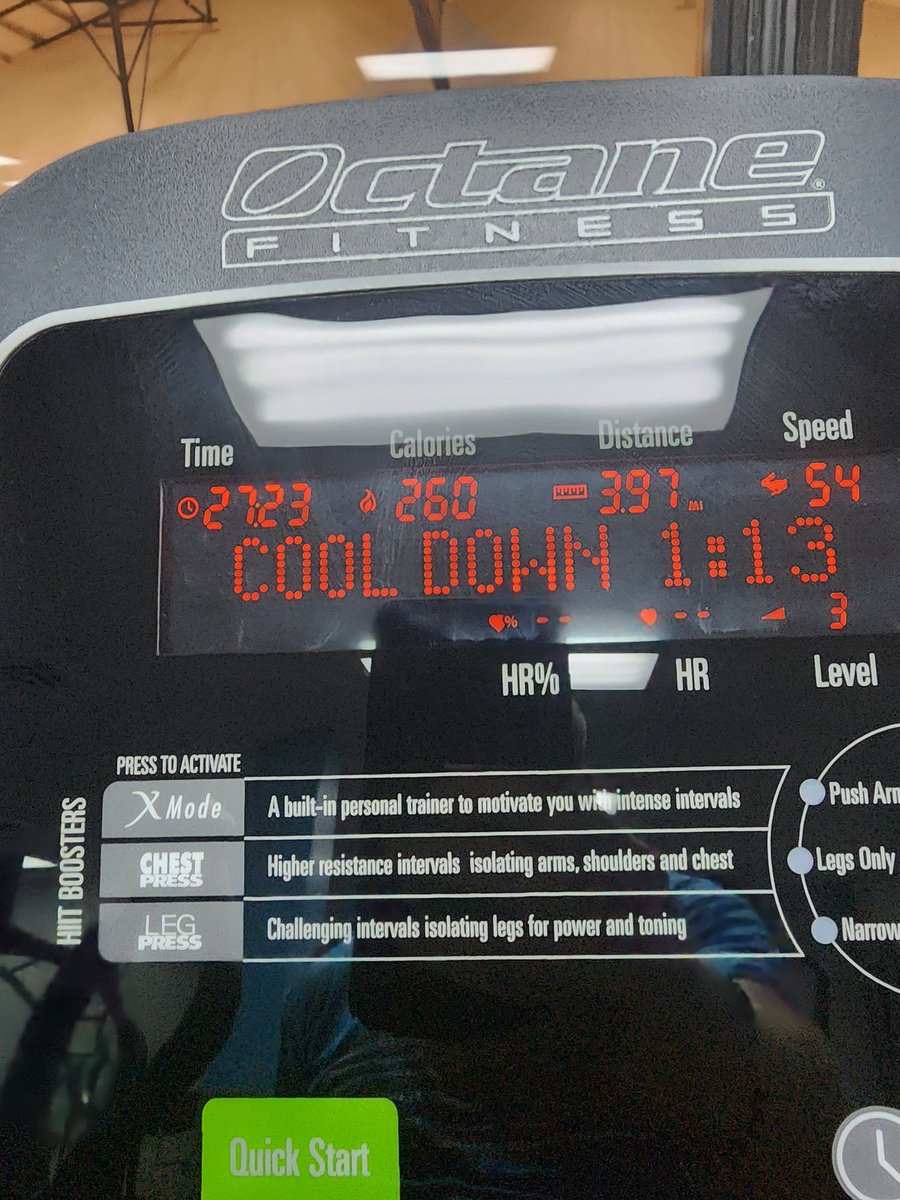 Octane®
FITNESS
Time Calories Distance Speed
27:23 260 3.97 MI 54
COOL DOWN 1:13
% -- -- 3
HR% HR Level
PRESS TO ACTIVATE
HIIT BOOSTERS
X Mode A built-in personal trainer to motivate you with intense intervals
CHEST PRESS Higher resistance intervals isolating arms, shoulders and chest
LEG PRESS Challenging intervals isolating legs for power and toning
Push Arm
Legs Only
Narrow
Quick Start